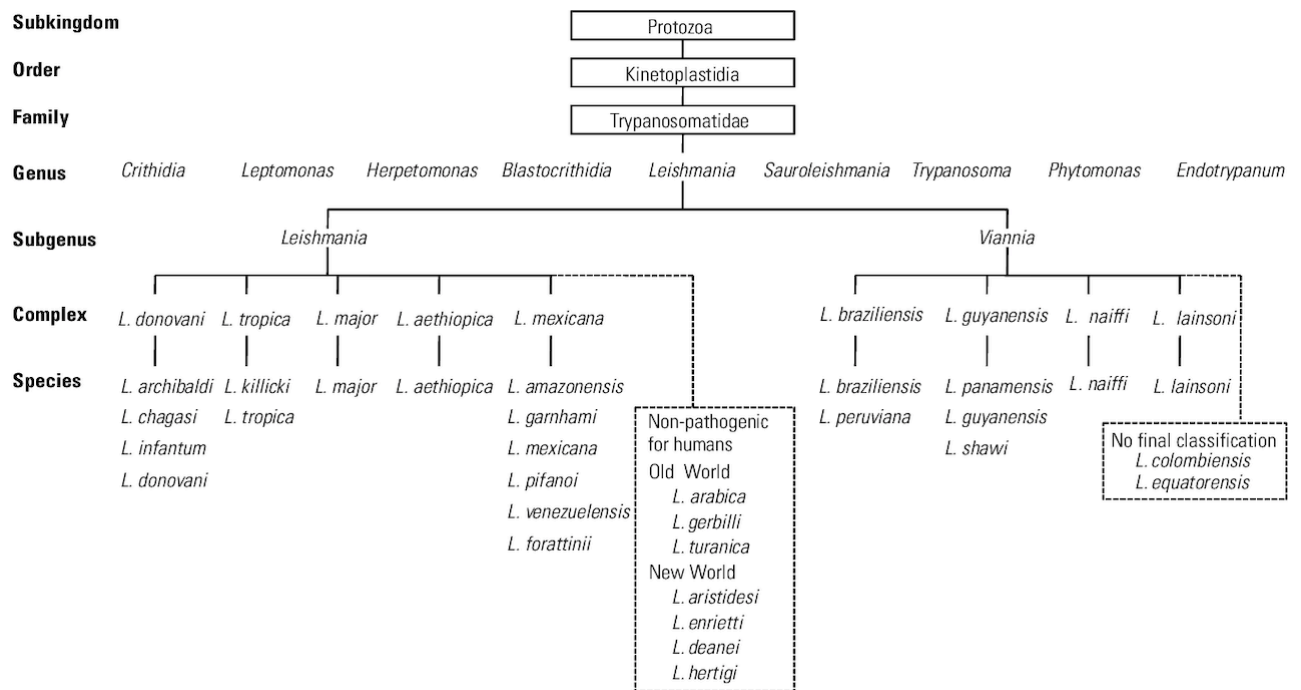 Subkingdom Protozoa
Order Kinetoplastidia
Family Trypanosomatidae
Genus Crithidia Leptomonas Herpetomonas Blastocrithidia Leishmania Sauroleishmania Trypanosoma Phytomonas Endotrypanum
Subgenus Leishmania Viannia
Complex L. donovani L. tropica L. major L. aethiopica L. mexicana L. braziliensis L. guyanensis L. naiffi L. lainsoni
Species L. archibaldi L. killicki L. major L. aethiopica L. amazonensis L. braziliensis L. panamensis L. naiffi L. lainsoni
L. chagasi L. tropica L. garnhami L. peruviana L. guyanensis
L. infantum L. mexicana L. shawi
L. donovani L. pifanoi
L. venezuelensis
L. forattinii
Non-pathogenic
for humans
Old World
L. arabica
L. gerbilli
L. turanica
New World
L. aristidesi
L. enrietti
L. deanei
L. hertigi
No final classification
L. colombiensis
L. equatorensis